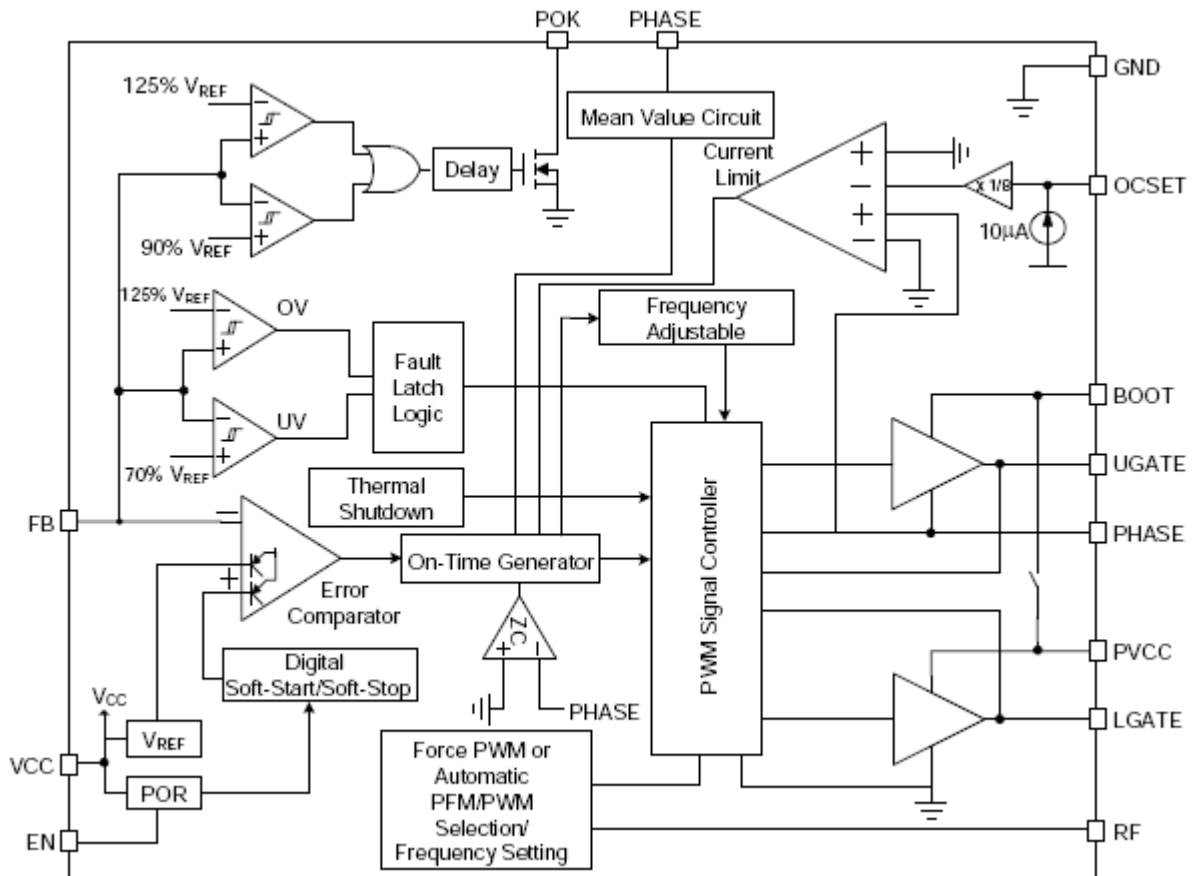 POK PHASE
GND
125% VREF
Mean Value Circuit
Current
Limit
Delay
x 1/8
OCSET
10μA
90% VREF
125% VREF
OV
Frequency
Adjustable
Fault
Latch
Logic
BOOT
UV
UGATE
70% VREF
Thermal
Shutdown
FB
PHASE
On-Time Generator
PWM Signal Controller
Error
Comparator
ZC
Digital
Soft-Start/Soft-Stop
PVCC
VCC
PHASE
LGATE
VREF
VCC
Force PWM or
Automatic
PFM/PWM
Selection/
Frequency Setting
POR
EN
RF